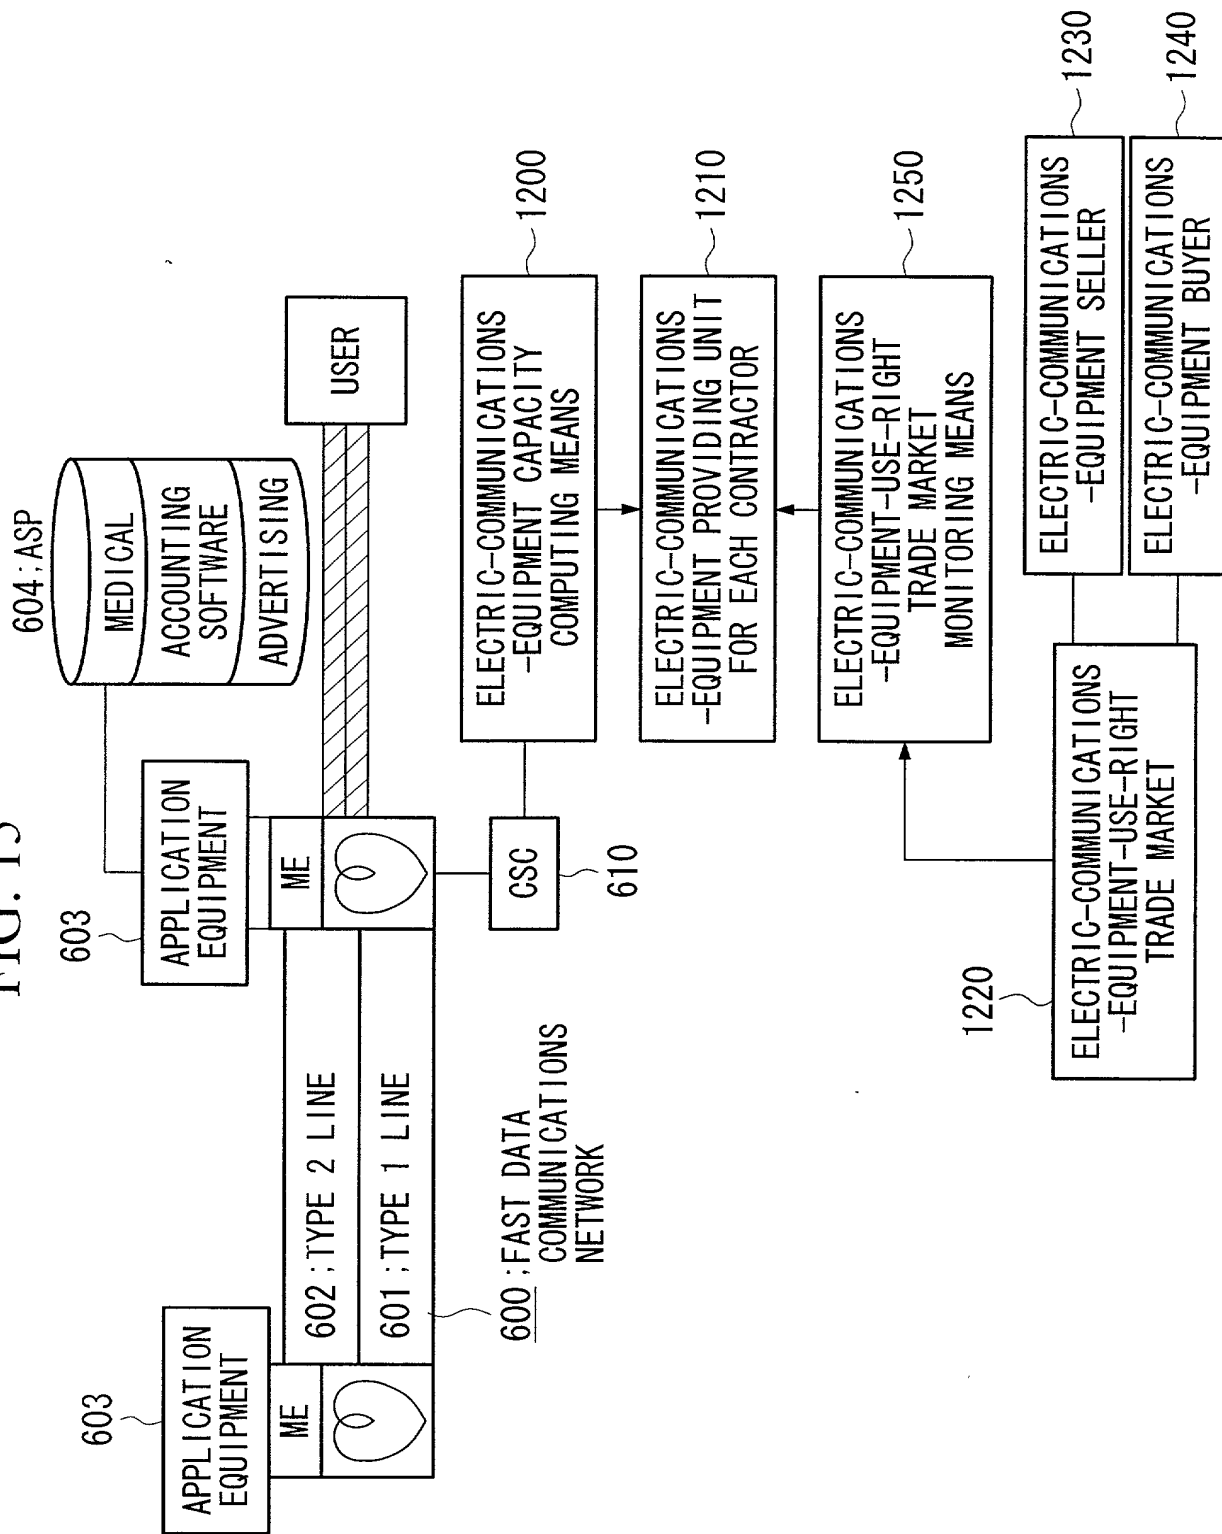 FIG. 13
604;ASP
MEDICAL
ACCOUNTING
SOFTWARE
ADVERTISING
603
APPLICATION
EQUIPMENT
603
APPLICATION
EQUIPMENT
ME
602;TYPE 2 LINE
601;TYPE 1 LINE
ME
USER
600;FAST DATA
COMMUNICATIONS
NETWORK
CSC
610
ELECTRIC-COMMUNICATIONS
-EQUIPMENT CAPACITY
COMPUTING MEANS
1200
ELECTRIC-COMMUNICATIONS
-EQUIPMENT PROVIDING UNIT
FOR EACH CONTRACTOR
1210
ELECTRIC-COMMUNICATIONS
-EQUIPMENT-USE-RIGHT
TRADE MARKET
MONITORING MEANS
1250
1220
ELECTRIC-COMMUNICATIONS
-EQUIPMENT-USE-RIGHT
TRADE MARKET
ELECTRIC-COMMUNICATIONS
-EQUIPMENT SELLER
1230
ELECTRIC-COMMUNICATIONS
-EQUIPMENT BUYER
1240